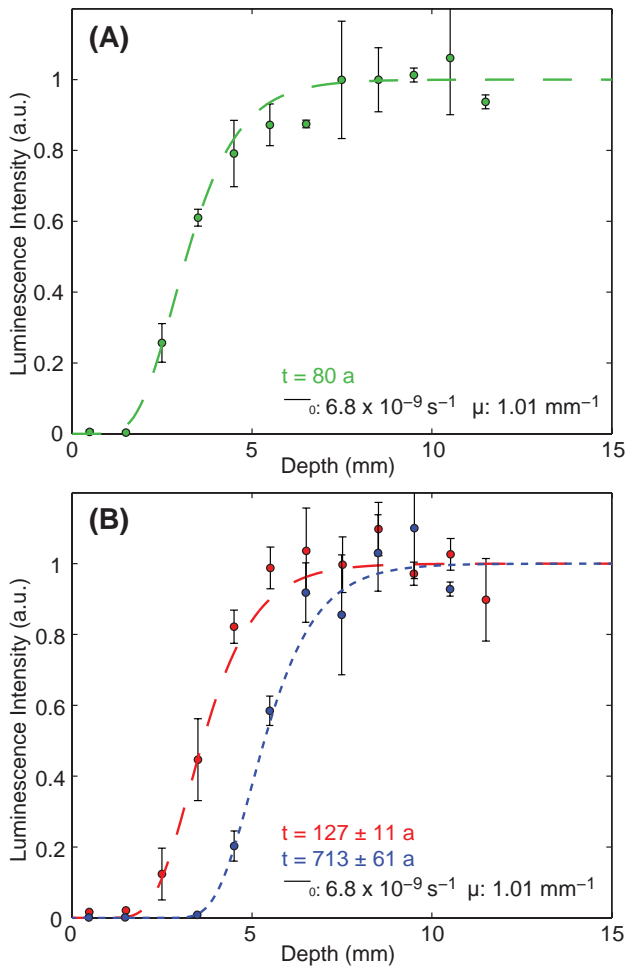 (A)
Luminescence Intensity (a.u.)
1
0.8
0.6
0.4
0.2
0
t = 80 a
0: 6.8 x 10⁻⁹ s⁻¹ μ: 1.01 mm⁻¹
0 5 10 15
Depth (mm)
(B)
Luminescence Intensity (a.u.)
1
0.8
0.6
0.4
0.2
0
t = 127 ± 11 a
t = 713 ± 61 a
0: 6.8 x 10⁻⁹ s⁻¹ μ: 1.01 mm⁻¹
0 5 10 15
Depth (mm)